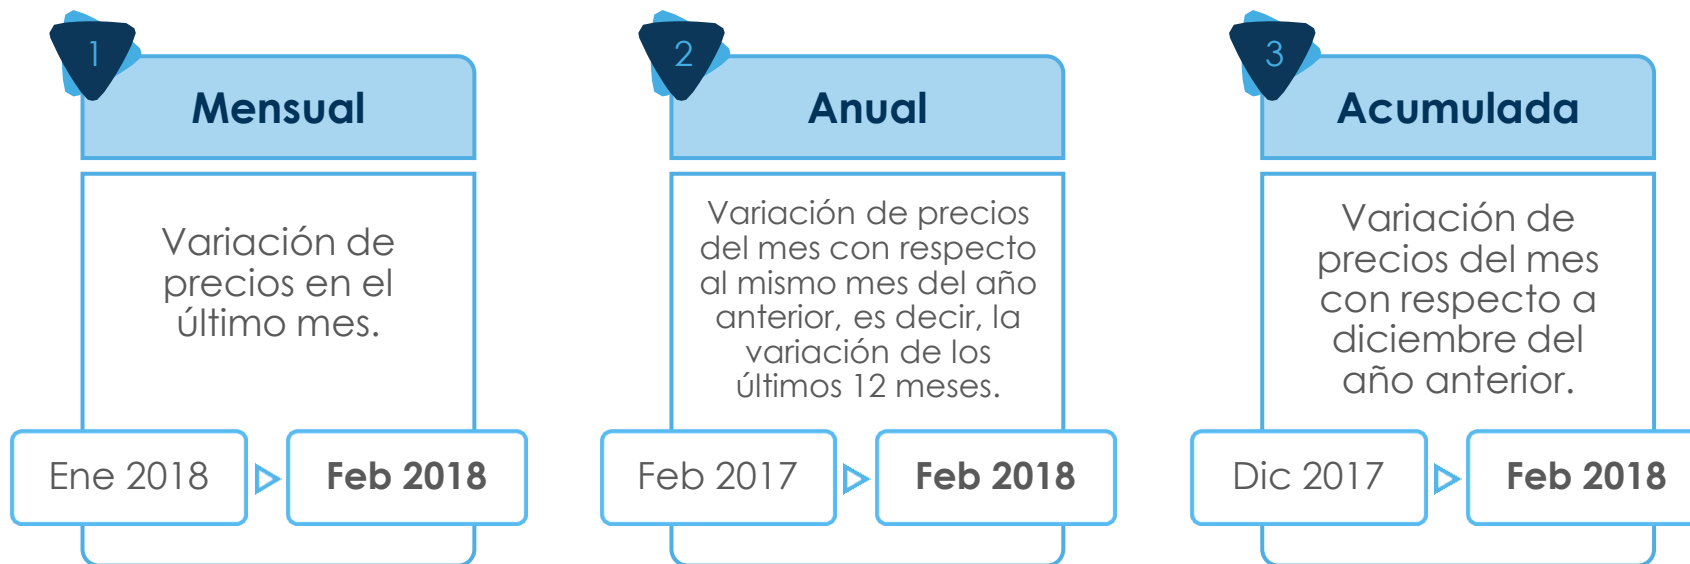 1
Mensual
Variación de
precios en el
último mes.
Ene 2018
Feb 2018
2
Anual
Variación de precios
del mes con respecto
al mismo mes del año
anterior, es decir, la
variación de los
últimos 12 meses.
Feb 2017
Feb 2018
3
Acumulada
Variación de
precios del mes
con respecto a
diciembre del
año anterior.
Dic 2017
Feb 2018